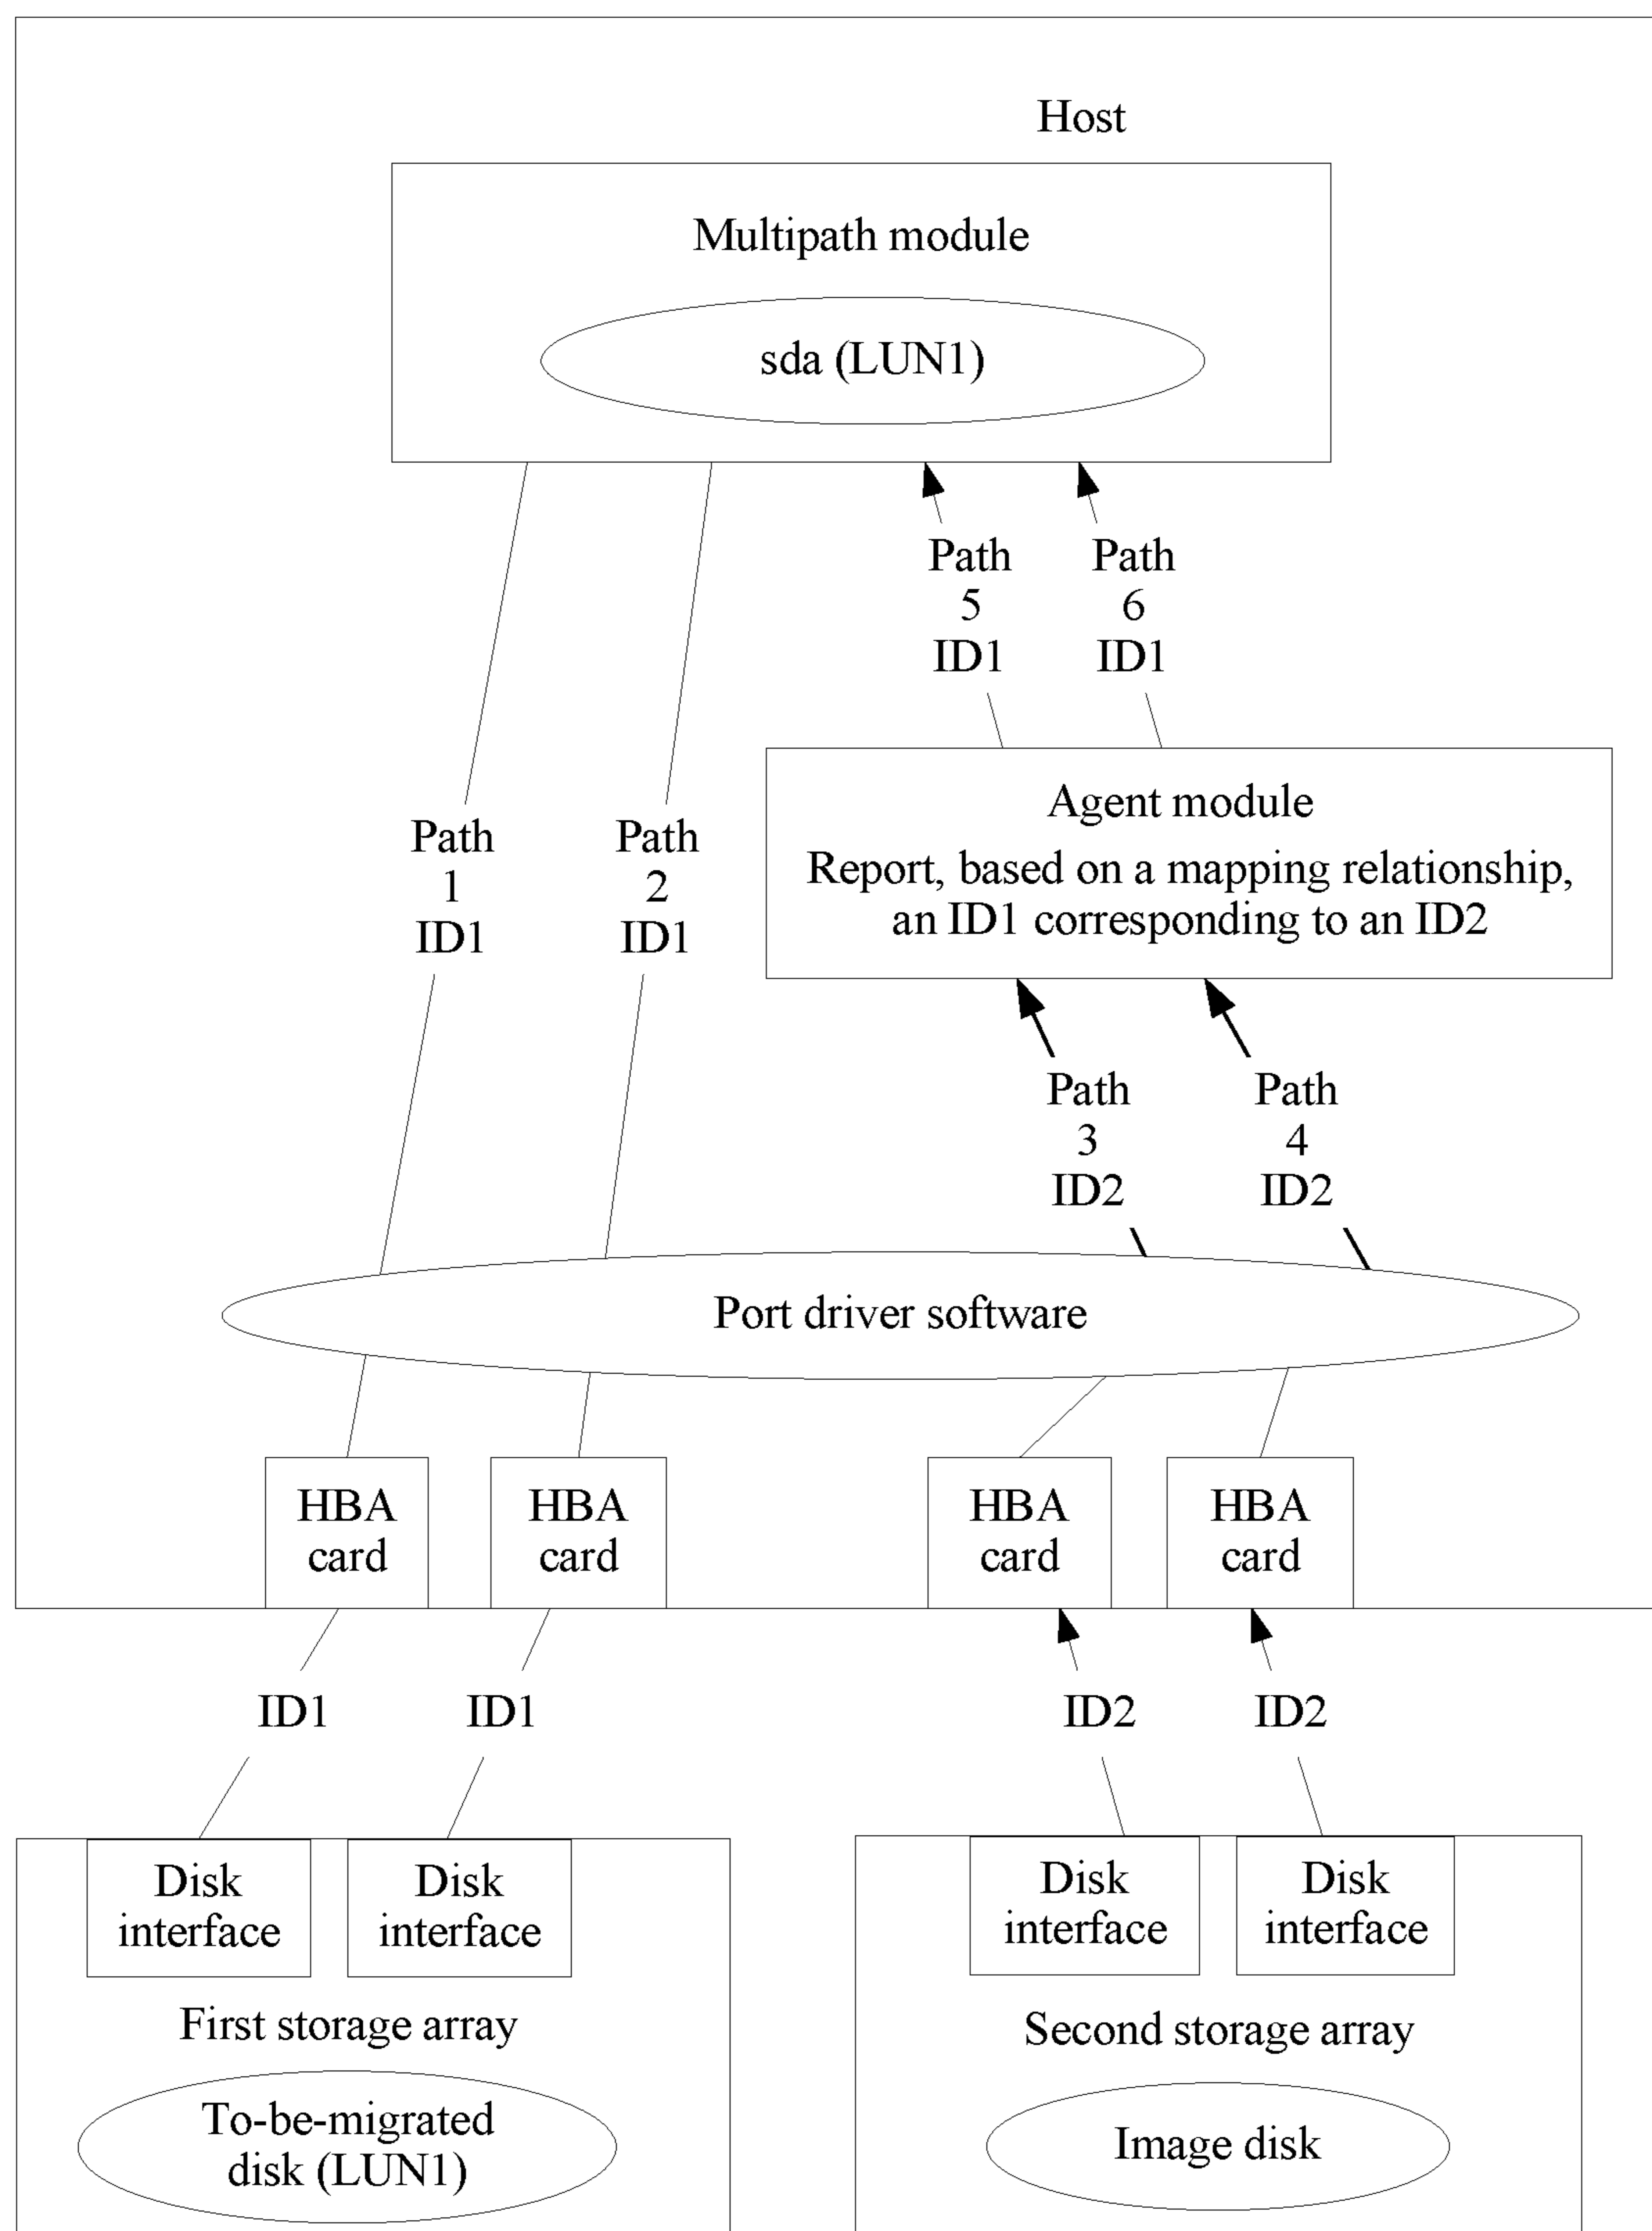 Host
Multipath module
sda (LUN1)
Path
5
ID1
Path
6
ID1
Path
1
ID1
Path
2
ID1
Agent module
Report, based on a mapping relationship,
an ID1 corresponding to an ID2
Path
3
ID2
Path
4
ID2
Port driver software
HBA
card
HBA
card
HBA
card
HBA
card
ID1
ID1
ID2
ID2
Disk
interface
Disk
interface
Disk
interface
Disk
interface
First storage array
To-be-migrated
disk (LUN1)
Second storage array
Image disk